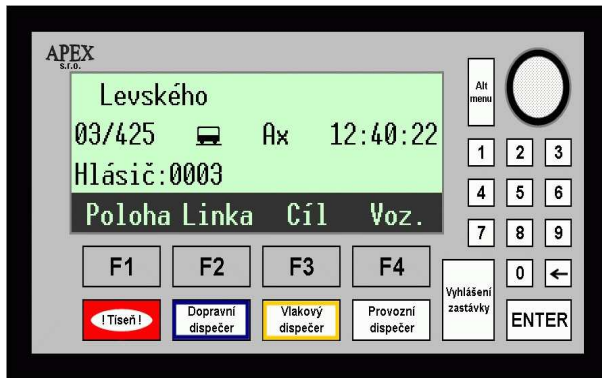 APEX
s.r.o.
Levského
03/425 Ax 12:40:22
Hlásič:0003
Poloha Linka Cíl Voz.
F1 F2 F3 F4
! Tíseň !
Dopravní
dispečer
Vlakový
dispečer
Provozní
dispečer
Alt
menu
1 2 3
4 5 6
7 8 9
0 ←
Vyhlášení
zastávky
ENTER